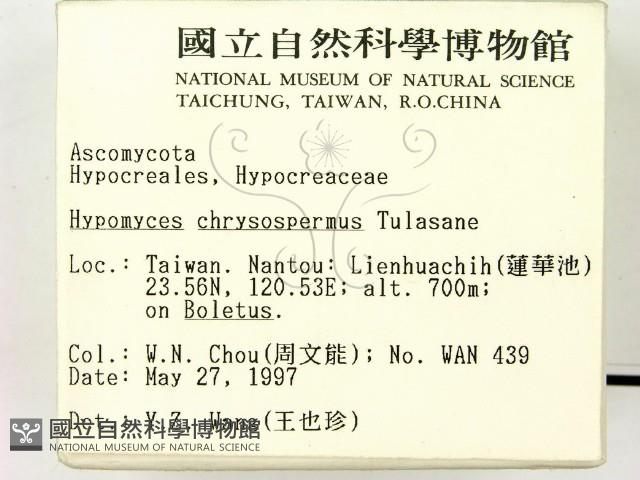 國立自然科學博物館
NATIONAL MUSEUM OF NATURAL SCIENCE
TAICHUNG, TAIWAN, R.O.CHINA
Ascomycota
Hypocreales, Hypocreaceae
Hypomyces chrysospermus Tulasane
Loc.: Taiwan. Nantou: Lienhuachih(蓮華池)
23.56N, 120.53E; alt. 700m;
on Boletus.
Col.: W.N. Chou(周文能); No. WAN 439
Date: May 27, 1997
Det.: Y.Z. Wang(王也珍)
國立自然科學博物館
NATIONAL MUSEUM OF NATURAL SCIENCE